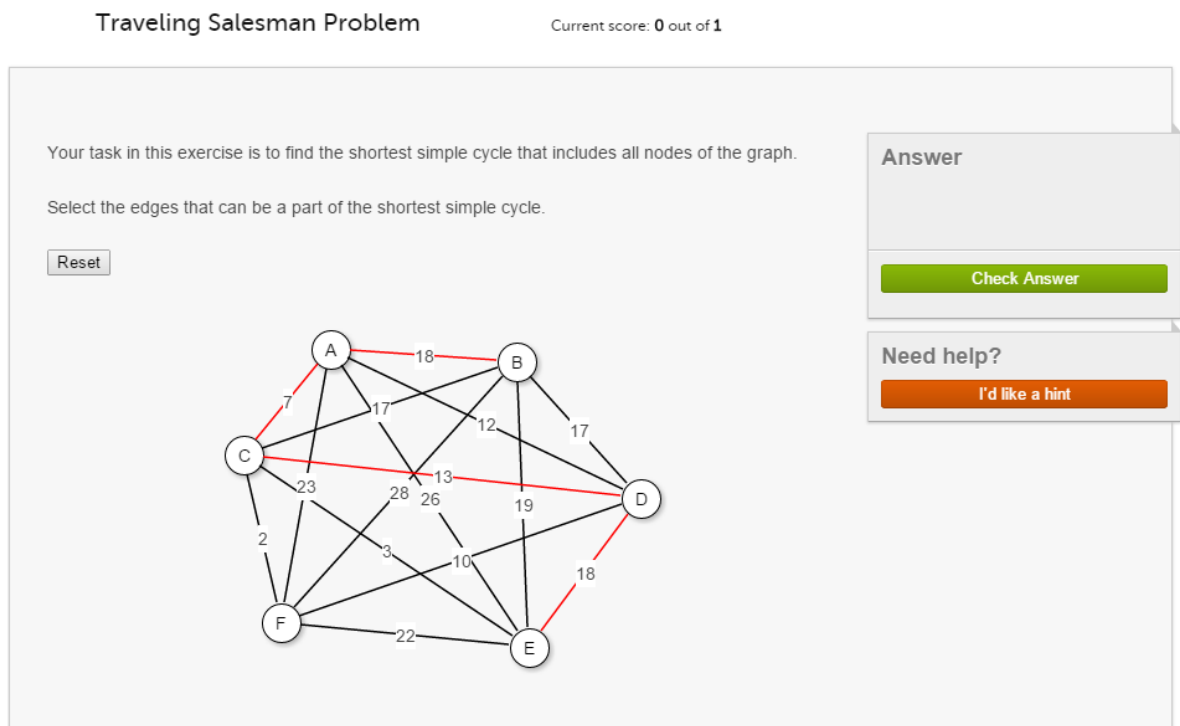 Traveling Salesman Problem
Current score: 0 out of 1
Your task in this exercise is to find the shortest simple cycle that includes all nodes of the graph.
Select the edges that can be a part of the shortest simple cycle.
Reset
Answer
Check Answer
Need help?
I'd like a hint
A
18
B
7
17
12
17
C
13
23
28
26
19
D
2
3
10
18
F
22
E